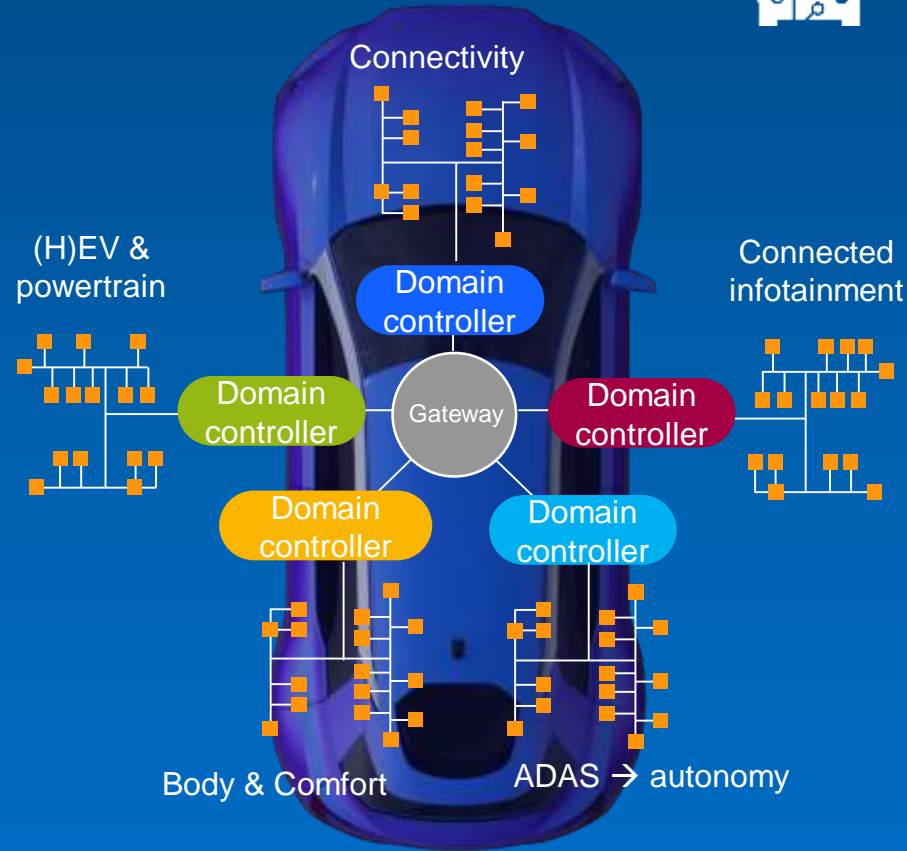 Connectivity
(H)EV &
powertrain
Connected
infotainment
Domain
controller
Domain
controller
Gateway
Domain
controller
Domain
controller
Domain
controller
Body & Comfort
ADAS → autonomy